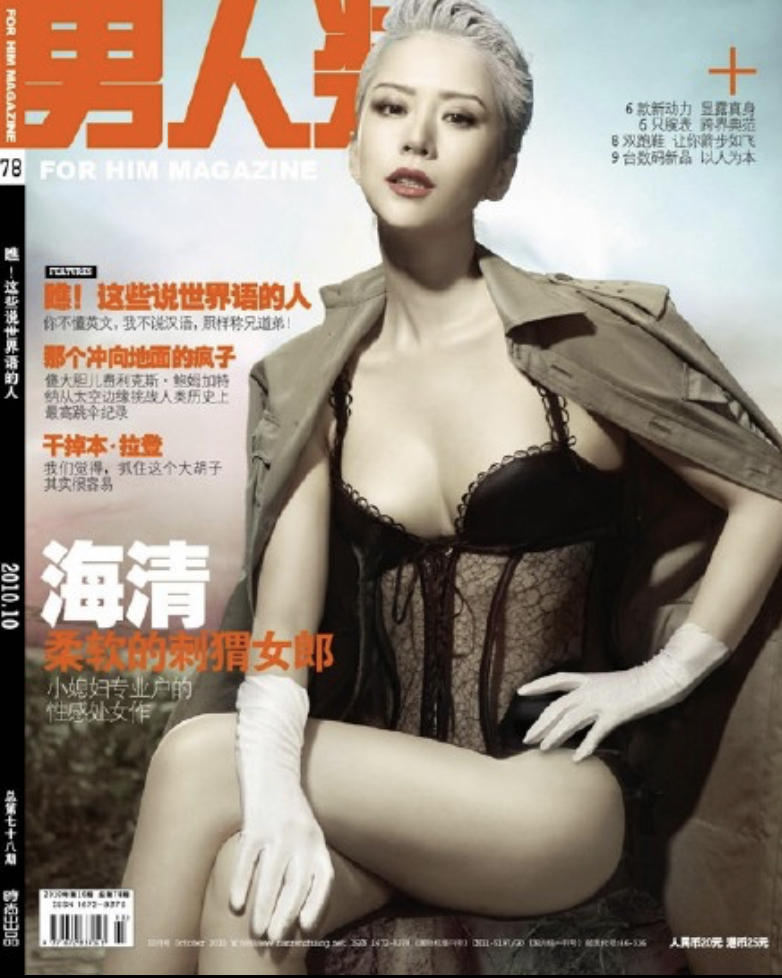 FOR HIM MAGAZINE
78
瞧！这些说世界语的人
2010.10
总第七十八期
时尚出品
男人
FOR HIM MAGAZINE
6 款新动力 显露真身
6 只腕表 跨界典范
8 双跑鞋 让你箭步如飞
9 台数码新品 以人为本
FEATURES
瞧！这些说世界语的人
你不懂英文，我不说汉语，照样称兄道弟！
那个冲向地面的疯子
傻大胆儿费利克斯·鲍姆加特
纳从太空边缘挑战人类历史上
最高跳伞纪录
干掉本·拉登
我们觉得，抓住这个大胡子
其实很容易
海清
柔软的刺猬女郎
小媳妇专业户的
性感处女作
October 2010
人民币20元 港币25元